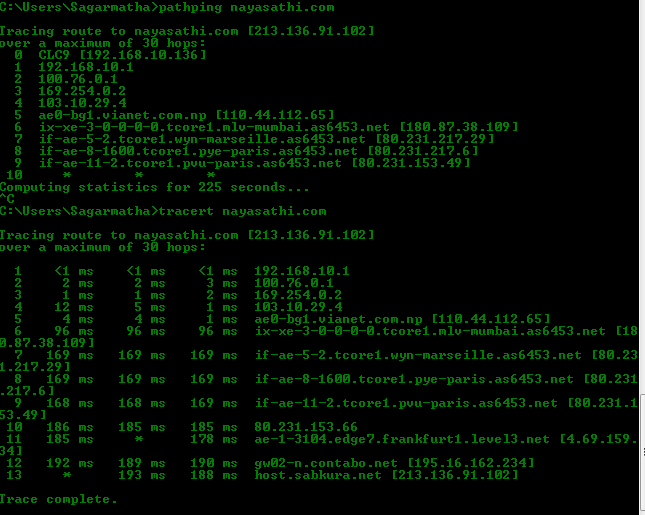 C:\Users\Sagarmatha>pathping nayasathi.com
Tracing route to nayasathi.com [213.136.91.102]
over a maximum of 30 hops:
0 CLC9 [192.168.10.136]
1 192.168.10.1
2 100.76.0.1
3 169.254.0.2
4 103.10.29.4
5 ae0-bg1.vianet.com.np [110.44.112.65]
6 ix-xe-3-0-0-0.tcore1.mlv-mumbai.as6453.net [180.87.38.109]
7 if-ae-5-2.tcore1.wyn-marseille.as6453.net [80.231.217.29]
8 if-ae-8-1600.tcore1.pye-paris.as6453.net [80.231.217.6]
9 if-ae-11-2.tcore1.pvu-paris.as6453.net [80.231.153.49]
10 * * *
Computing statistics for 225 seconds...
^C
C:\Users\Sagarmatha>tracert nayasathi.com
Tracing route to nayasathi.com [213.136.91.102]
over a maximum of 30 hops:
1 <1 ms <1 ms <1 ms 192.168.10.1
2 2 ms 2 ms 3 ms 100.76.0.1
3 1 ms 1 ms 2 ms 169.254.0.2
4 12 ms 5 ms 1 ms 103.10.29.4
5 4 ms 4 ms 1 ms ae0-bg1.vianet.com.np [110.44.112.65]
6 96 ms 96 ms 96 ms ix-xe-3-0-0-0.tcore1.mlv-mumbai.as6453.net [18
0.87.38.109]
7 169 ms 169 ms 169 ms if-ae-5-2.tcore1.wyn-marseille.as6453.net [80.23
1.217.29]
8 169 ms 169 ms 169 ms if-ae-8-1600.tcore1.pye-paris.as6453.net [80.231
.217.6]
9 168 ms 168 ms 169 ms if-ae-11-2.tcore1.pvu-paris.as6453.net [80.231.1
53.49]
10 186 ms 185 ms 185 ms 80.231.153.66
11 185 ms * 178 ms ae-1-3104.edge7.frankfurt1.level3.net [4.69.159.
34]
12 192 ms 189 ms 190 ms gw02-n.contabo.net [195.16.162.234]
13 * 193 ms 188 ms host.sabkura.net [213.136.91.102]
Trace complete.